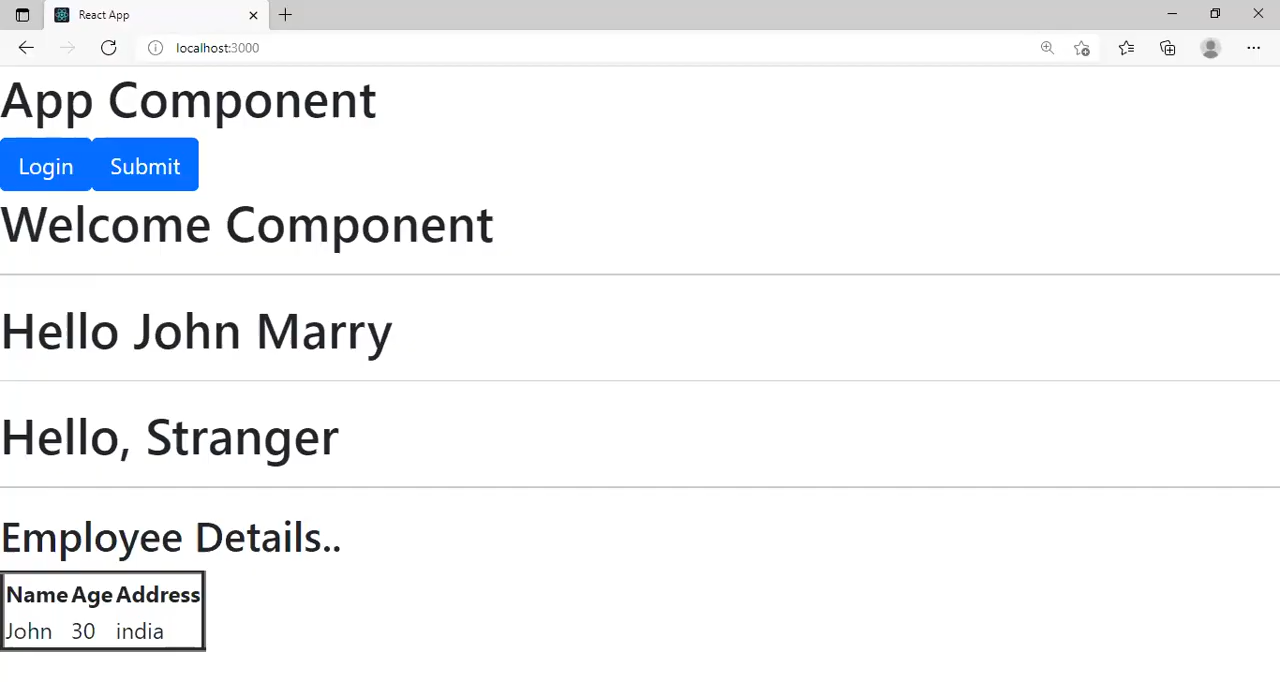 React App
localhost:3000
App Component
Login Submit
Welcome Component
Hello John Marry
Hello, Stranger
Employee Details..
Name Age Address
John 30 india